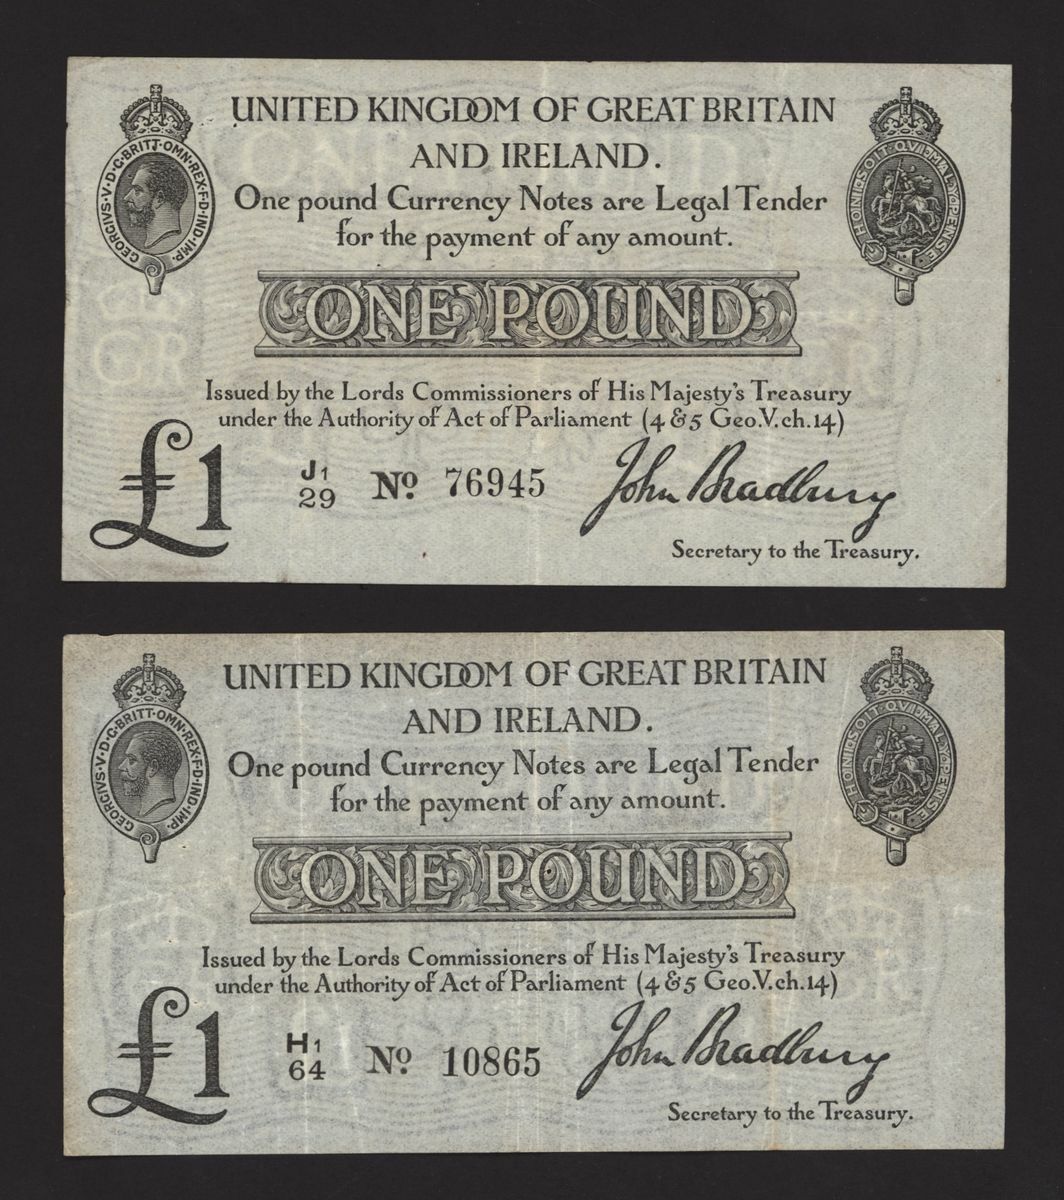 UNITED KINGDOM OF GREAT BRITAIN
AND IRELAND.
GEORGIVS·V·D·G·BRITT·OMN·REX·F·D·IND·IMP·
HONI·SOIT·QVI·MAL·Y·PENSE
One pound Currency Notes are Legal Tender
for the payment of any amount.
ONE POUND
GR
Issued by the Lords Commissioners of His Majesty's Treasury
under the Authority of Act of Parliament (4 & 5 Geo.V.ch.14)
£1
J1
29
No 76945
John Bradbury
Secretary to the Treasury.
UNITED KINGDOM OF GREAT BRITAIN
AND IRELAND.
GEORGIVS·V·D·G·BRITT·OMN·REX·F·D·IND·IMP·
HONI·SOIT·QVI·MAL·Y·PENSE
One pound Currency Notes are Legal Tender
for the payment of any amount.
ONE POUND
Issued by the Lords Commissioners of His Majesty's Treasury
under the Authority of Act of Parliament (4 & 5 Geo.V.ch.14)
£1
H1
64
No 10865
John Bradbury
Secretary to the Treasury.